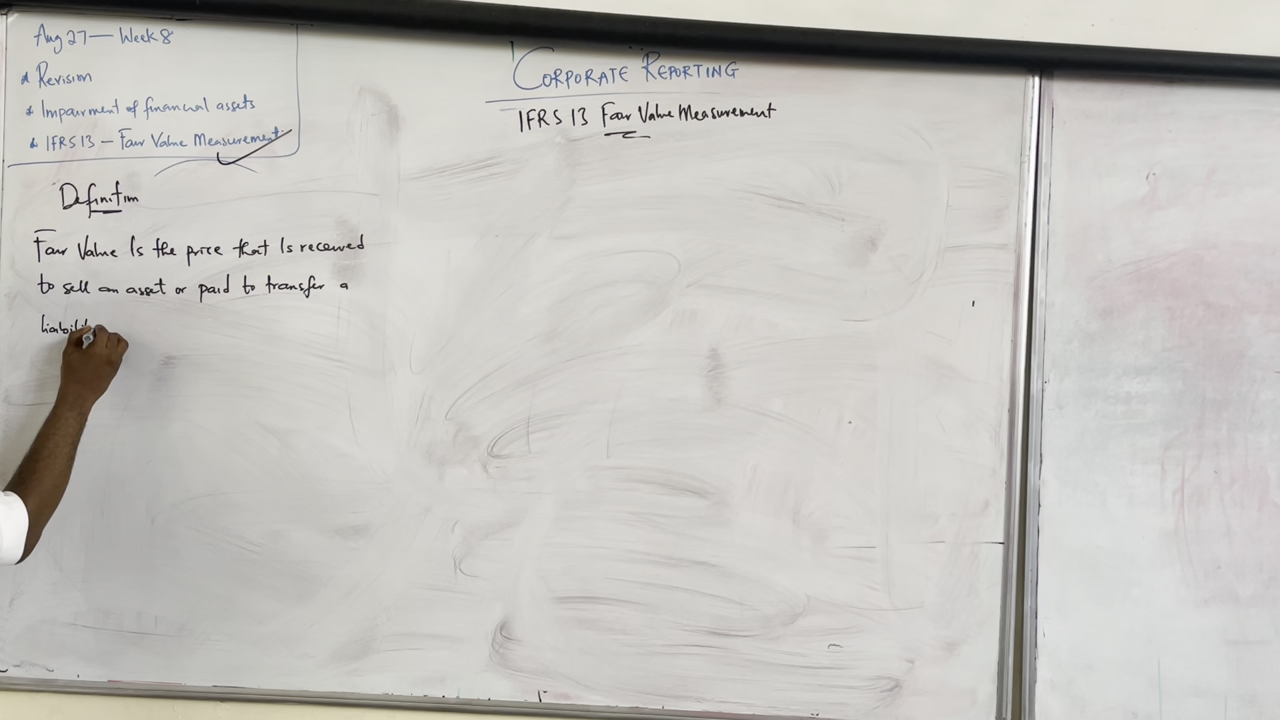 Aug 27 — Week 8
* Revision
* Impairment of financial assets
* IFRS 13 – Fair Value Measurement
CORPORATE REPORTING
IFRS 13 Fair Value Measurement
Definition
Fair Value is the price that is received
to sell an asset or paid to transfer a